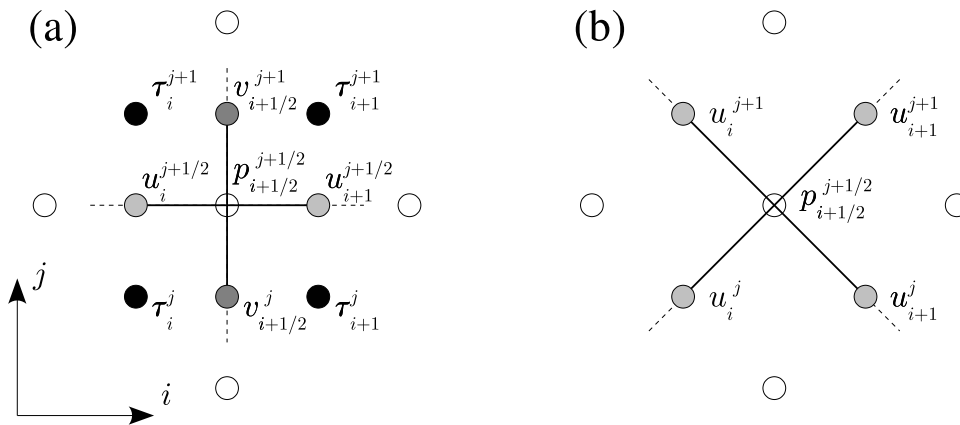 (a)
τ_i^{j+1} v_{i+1/2}^{j+1} τ_{i+1}^{j+1}
u_i^{j+1/2} p_{i+1/2}^{j+1/2} u_{i+1}^{j+1/2}
τ_i^j v_{i+1/2}^j τ_{i+1}^j
j
i
(b)
u_i^{j+1} u_{i+1}^{j+1}
p_{i+1/2}^{j+1/2}
u_i^j u_{i+1}^j